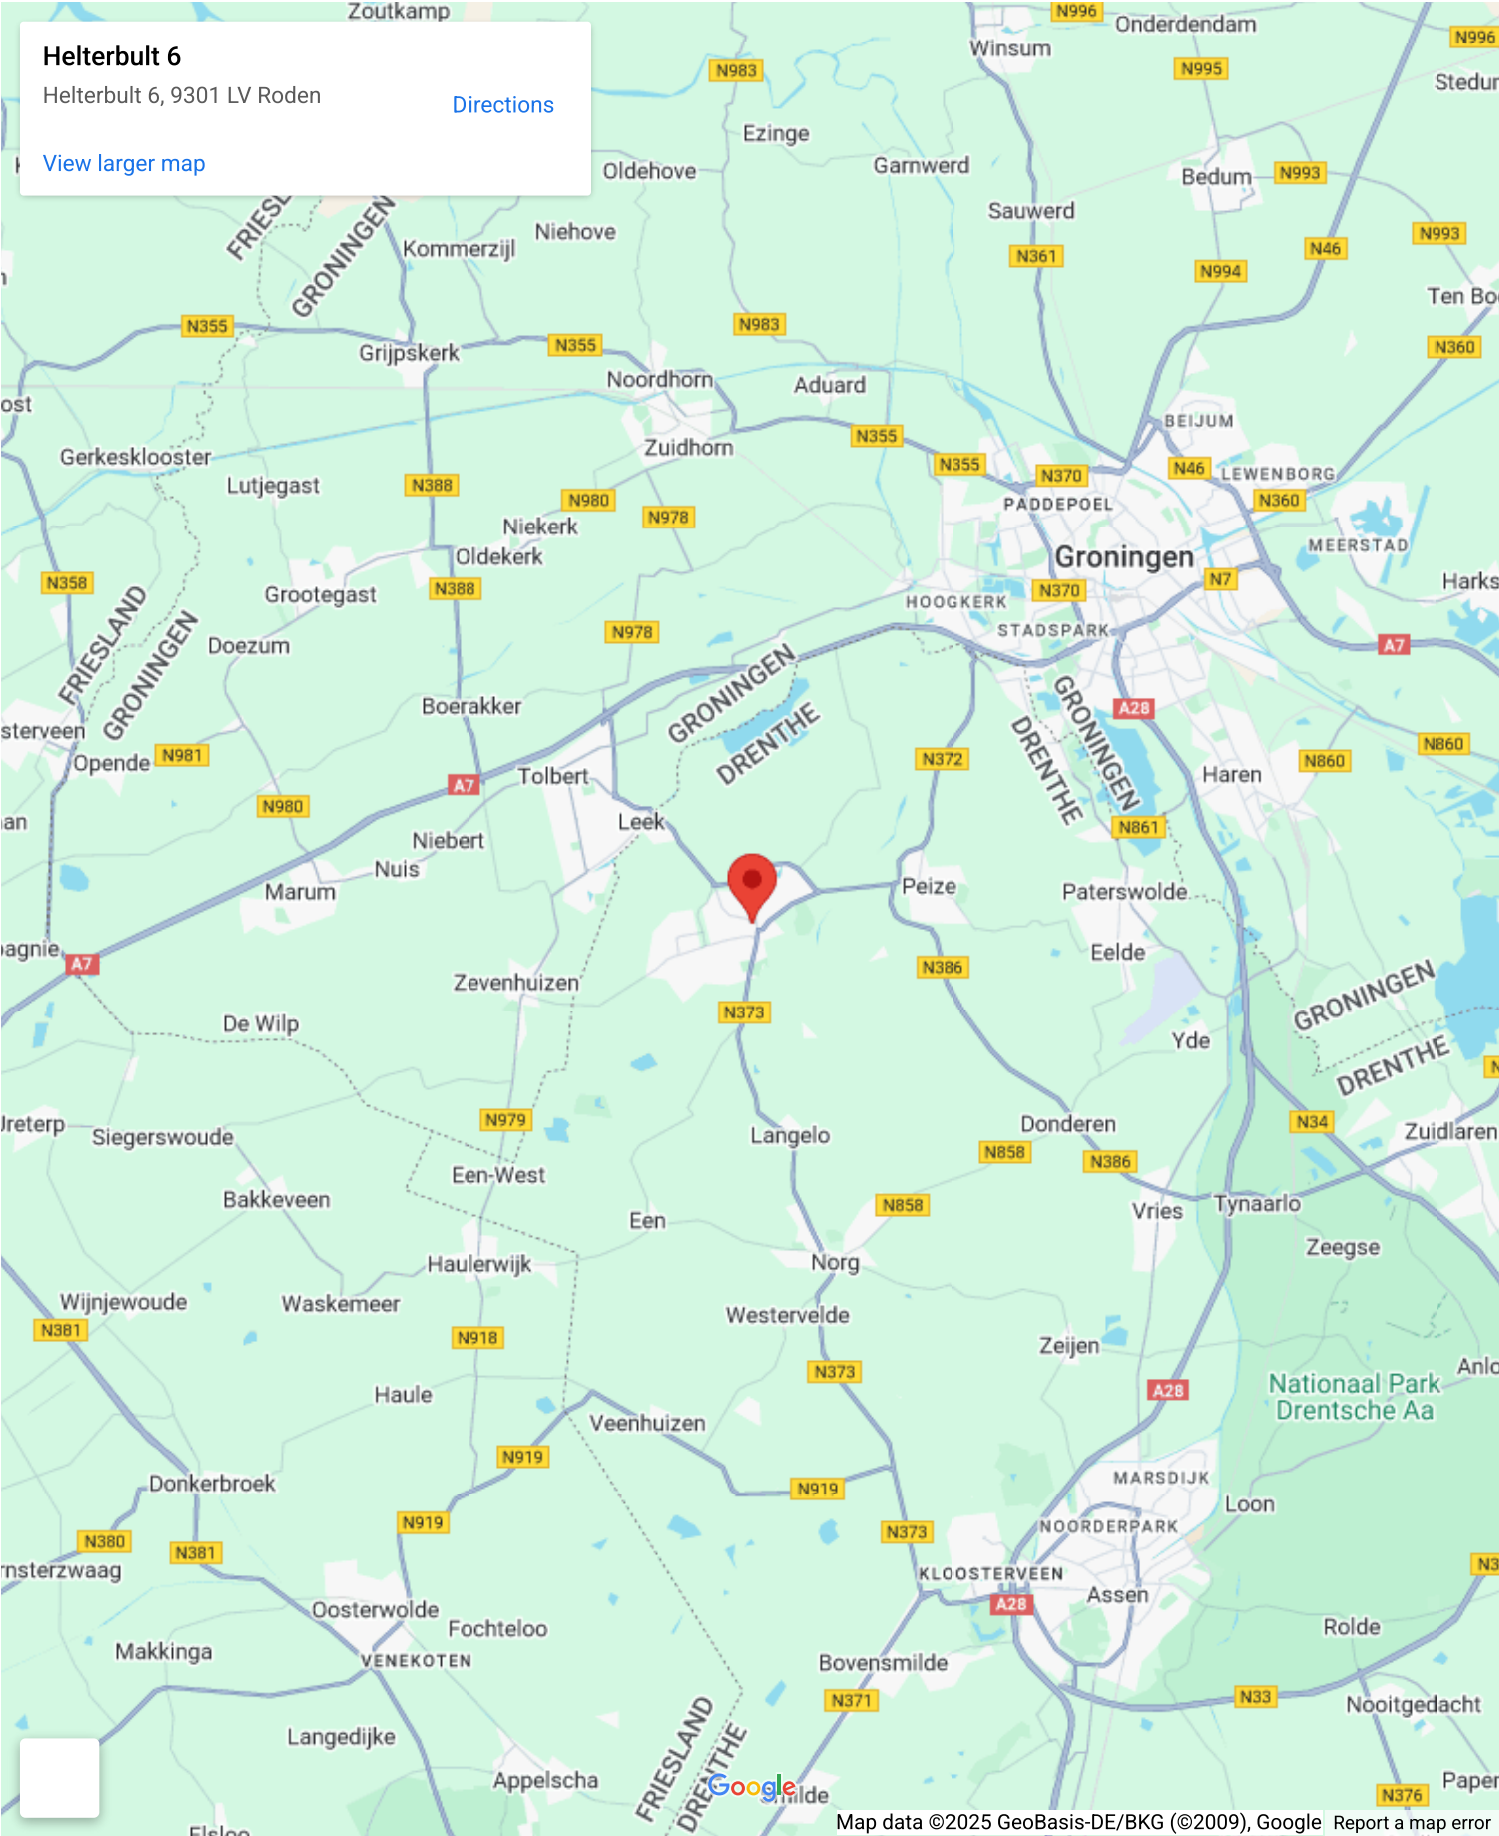 Zoutkamp
N996
Onderdendam
N996
Winsum
Helterbult 6
Helterbult 6, 9301 LV Roden
Directions
View larger map
N983
N995
Ezinge
Oldehove
Garnwerd
Bedum
N993
Sauwerd
Niehove
Kommerzijl
GRONINGEN
N361
N46
N993
N994
N355
N983
N355
Grijpskerk
N360
Noordhorn
Aduard
BEIJUM
N355
Zuidhorn
Gerkesklooster
N355
N370
N46
LEWENBORG
Lutjegast
N388
N980
N360
PADDEPOEL
N978
Niekerk
MEERSTAD
Oldekerk
Groningen
N358
N388
N370
N7
Grootegast
HOOGKERK
N978
STADSPARK
FRIESLAND
GRONINGEN
Doezum
A7
GRONINGEN
DRENTHE
Boerakker
A28
GRONINGEN
DRENTHE
Opende
N981
N372
N860
N860
Tolbert
Haren
A7
N980
Leek
N861
Niebert
Nuis
Marum
Peize
Paterswolde
Eelde
A7
N386
Zevenhuizen
GRONINGEN
DRENTHE
N373
De Wilp
Yde
N979
Donderen
N34
Siegerswoude
Langelo
N858
N386
Een-West
Bakkeveen
N858
Vries
Tynaarlo
Een
Zeegse
Haulerwijk
Norg
Wijnjewoude
Waskemeer
Westervelde
N381
N918
Zeijen
N373
Haule
A28
Nationaal Park
Drentsche Aa
Veenhuizen
N919
Donkerbroek
N919
MARSDIJK
Loon
N919
N373
NOORDERPARK
N380
N381
KLOOSTERVEEN
Assen
A28
Oosterwolde
Fochteloo
Rolde
Makkinga
VENEKOTEN
Bovensmilde
N371
N33
Nooitgedacht
Langedijke
FRIESLAND
DRENTHE
Appelscha
Google
N376
Map data ©2025 GeoBasis-DE/BKG (©2009), Google
Report a map error